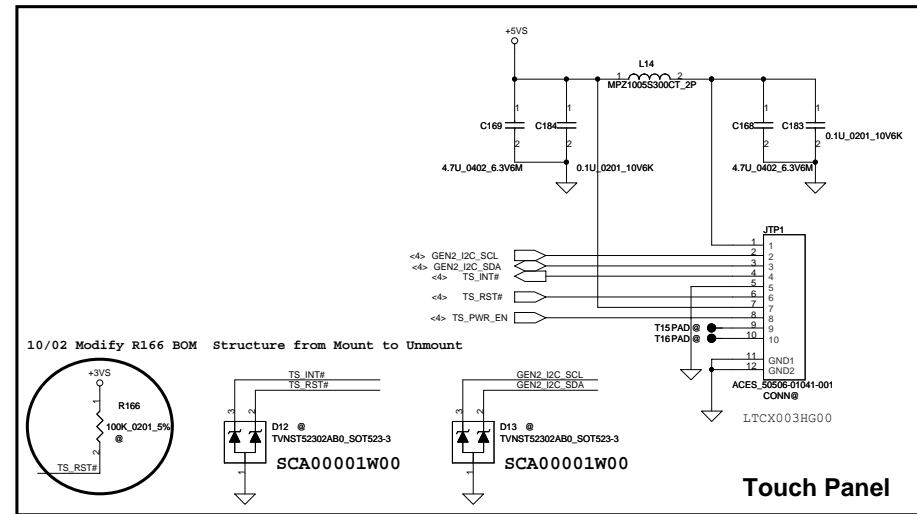 +5VS
L14
1 2
MPZ1005S300CT_2P
1 1 1 1
C169 C184 C168 C183
0.1U_0201_10V6K
2 2 2 2
4.7U_0402_6.3V6M 0.1U_0201_10V6K 4.7U_0402_6.3V6M
JTP1
1 1
<4> GEN2_I2C_SCL 2 2
<4> GEN2_I2C_SDA 3 3
<4> TS_INT# 4 4
5 5
<4> TS_RST# 6 6
7 7
<4> TS_PWR_EN 8 8
T15 PAD @ 9 9
T16 PAD @ 10 10
11 GND1
12 GND2
ACES_50506-01041-001
CONN@
LTCX003HG00
10/02 Modify R166 BOM Structure from Mount to Unmount
+3VS
1
R166
100K_0201_5%
@
2
TS_RST#
TS_INT#
TS_RST#
3 2
D12 @
TVNST52302AB0_SOT523-3
SCA00001W00
1
GEN2_I2C_SCL
GEN2_I2C_SDA
3 2
D13 @
TVNST52302AB0_SOT523-3
SCA00001W00
1
Touch Panel